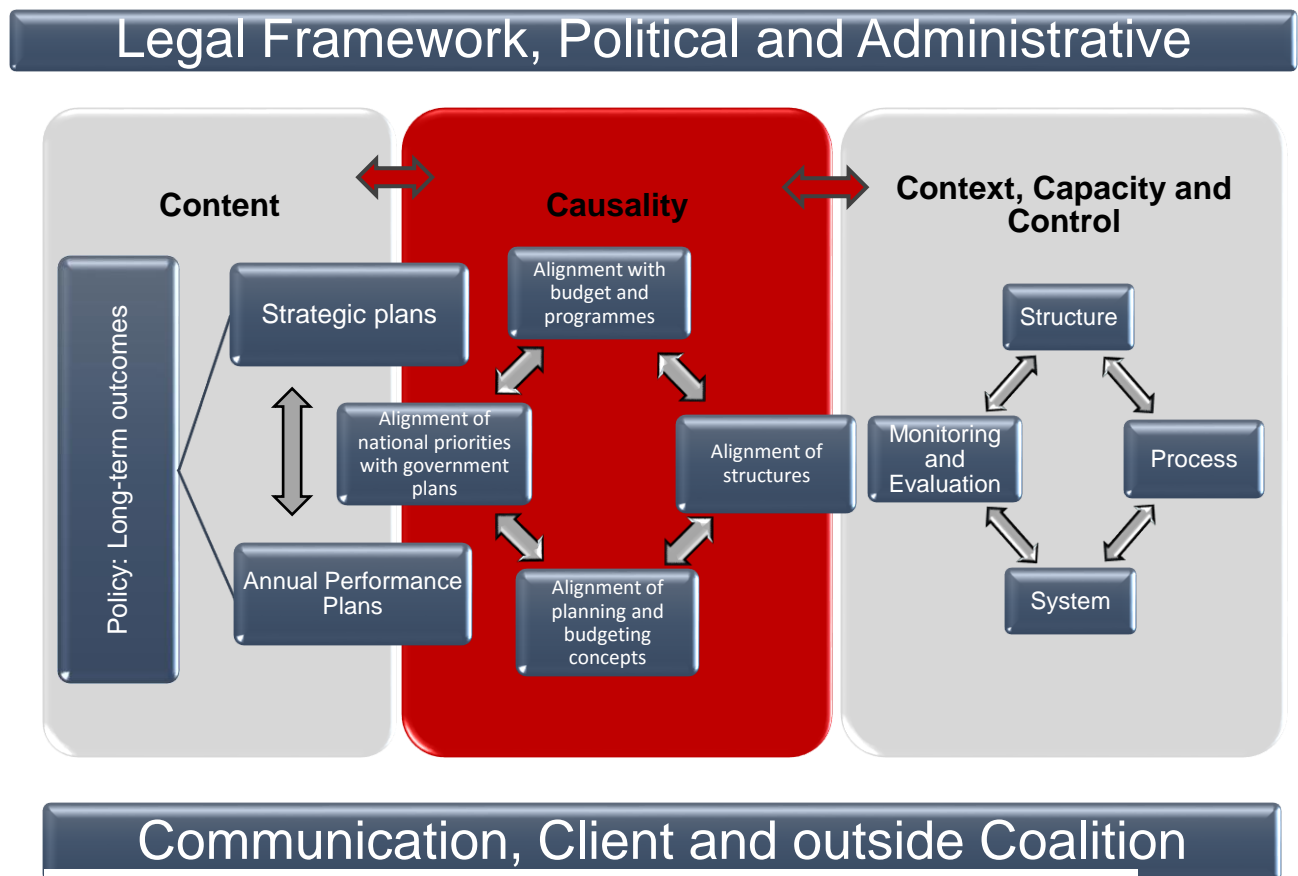 Legal Framework, Political and Administrative
Content
Policy: Long-term outcomes
Strategic plans
Annual Performance
Plans
Causality
Alignment with
budget and
programmes
Alignment of
national priorities
with government
plans
Alignment of
structures
Alignment of
planning and
budgeting
concepts
Context, Capacity and
Control
Structure
Monitoring
and
Evaluation
Process
System
Communication, Client and outside Coalition